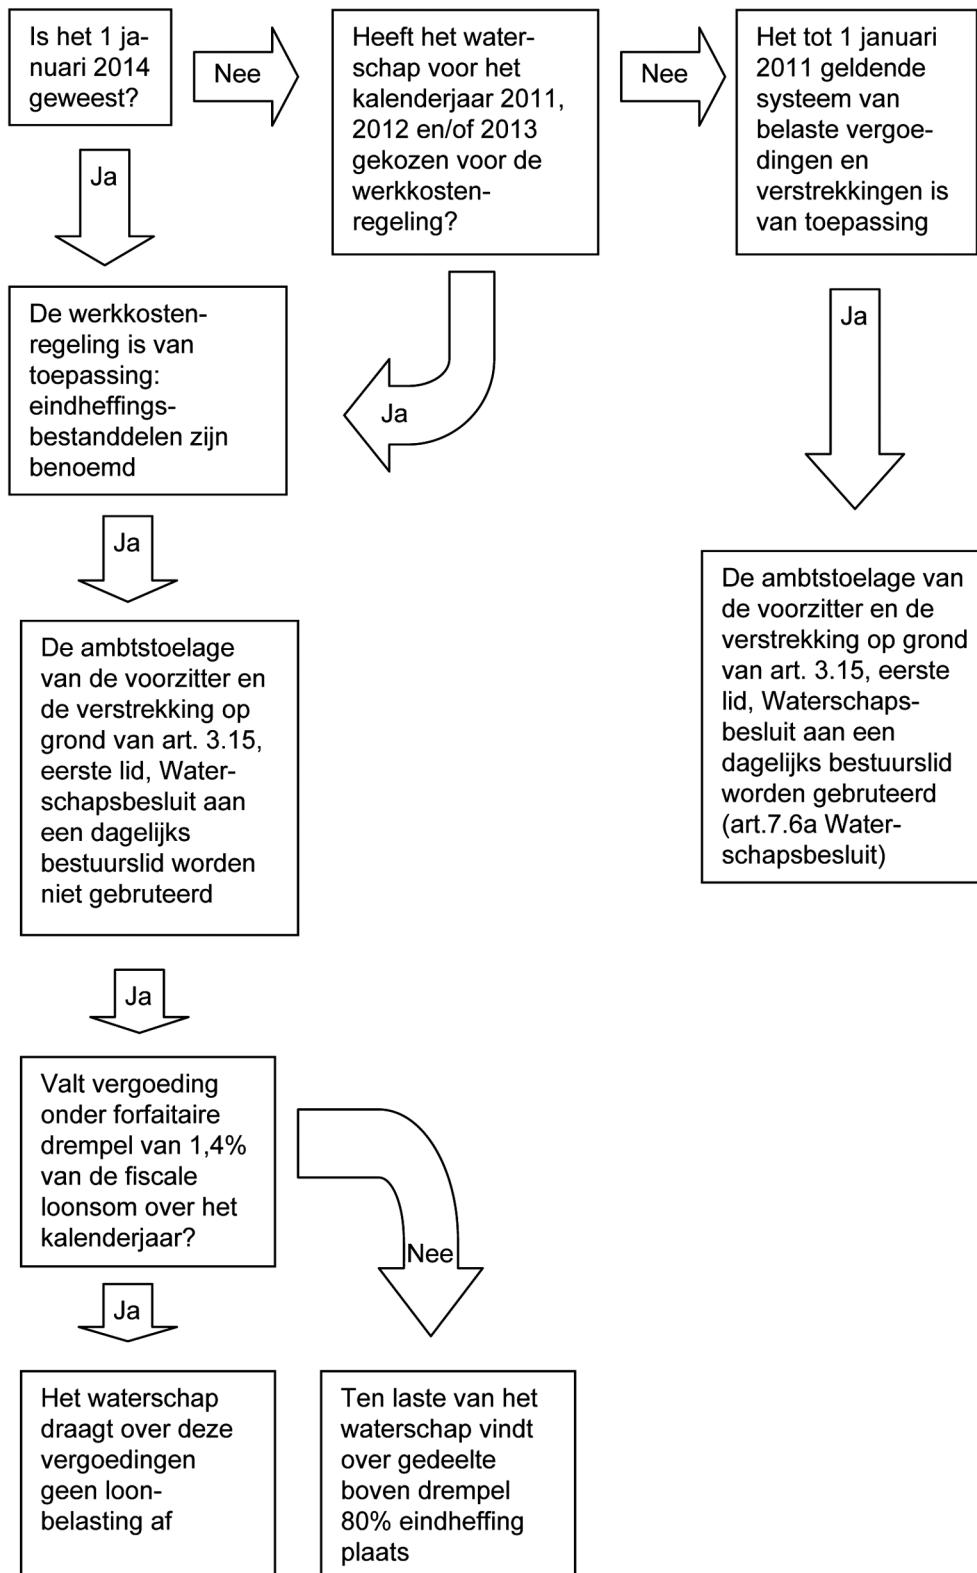 Is het 1 ja-
nuari 2014
geweest?
Nee
Heeft het water-
schap voor het
kalenderjaar 2011,
2012 en/of 2013
gekozen voor de
werkkosten-
regeling?
Nee
Het tot 1 januari
2011 geldende
systeem van
belaste vergoe-
dingen en
verstrekkingen is
van toepassing
Ja
De werkkosten-
regeling is van
toepassing:
eindheffings-
bestanddelen zijn
benoemd
Ja
Ja
Ja
De ambtstoelage
van de voorzitter en
de verstrekking op
grond van art. 3.15,
eerste lid, Water-
schapsbesluit aan
een dagelijks
bestuurslid worden
niet gebruteerd
De ambtstoelage van
de voorzitter en de
verstrekking op grond
van art. 3.15, eerste
lid, Waterschaps-
besluit aan een
dagelijks bestuurslid
worden gebruteerd
(art.7.6a Water-
schapsbesluit)
Ja
Valt vergoeding
onder forfaitaire
drempel van 1,4%
van de fiscale
loonsom over het
kalenderjaar?
Nee
Ja
Het waterschap
draagt over deze
vergoedingen
geen loon-
belasting af
Ten laste van het
waterschap vindt
over gedeelte
boven drempel
80% eindheffing
plaats